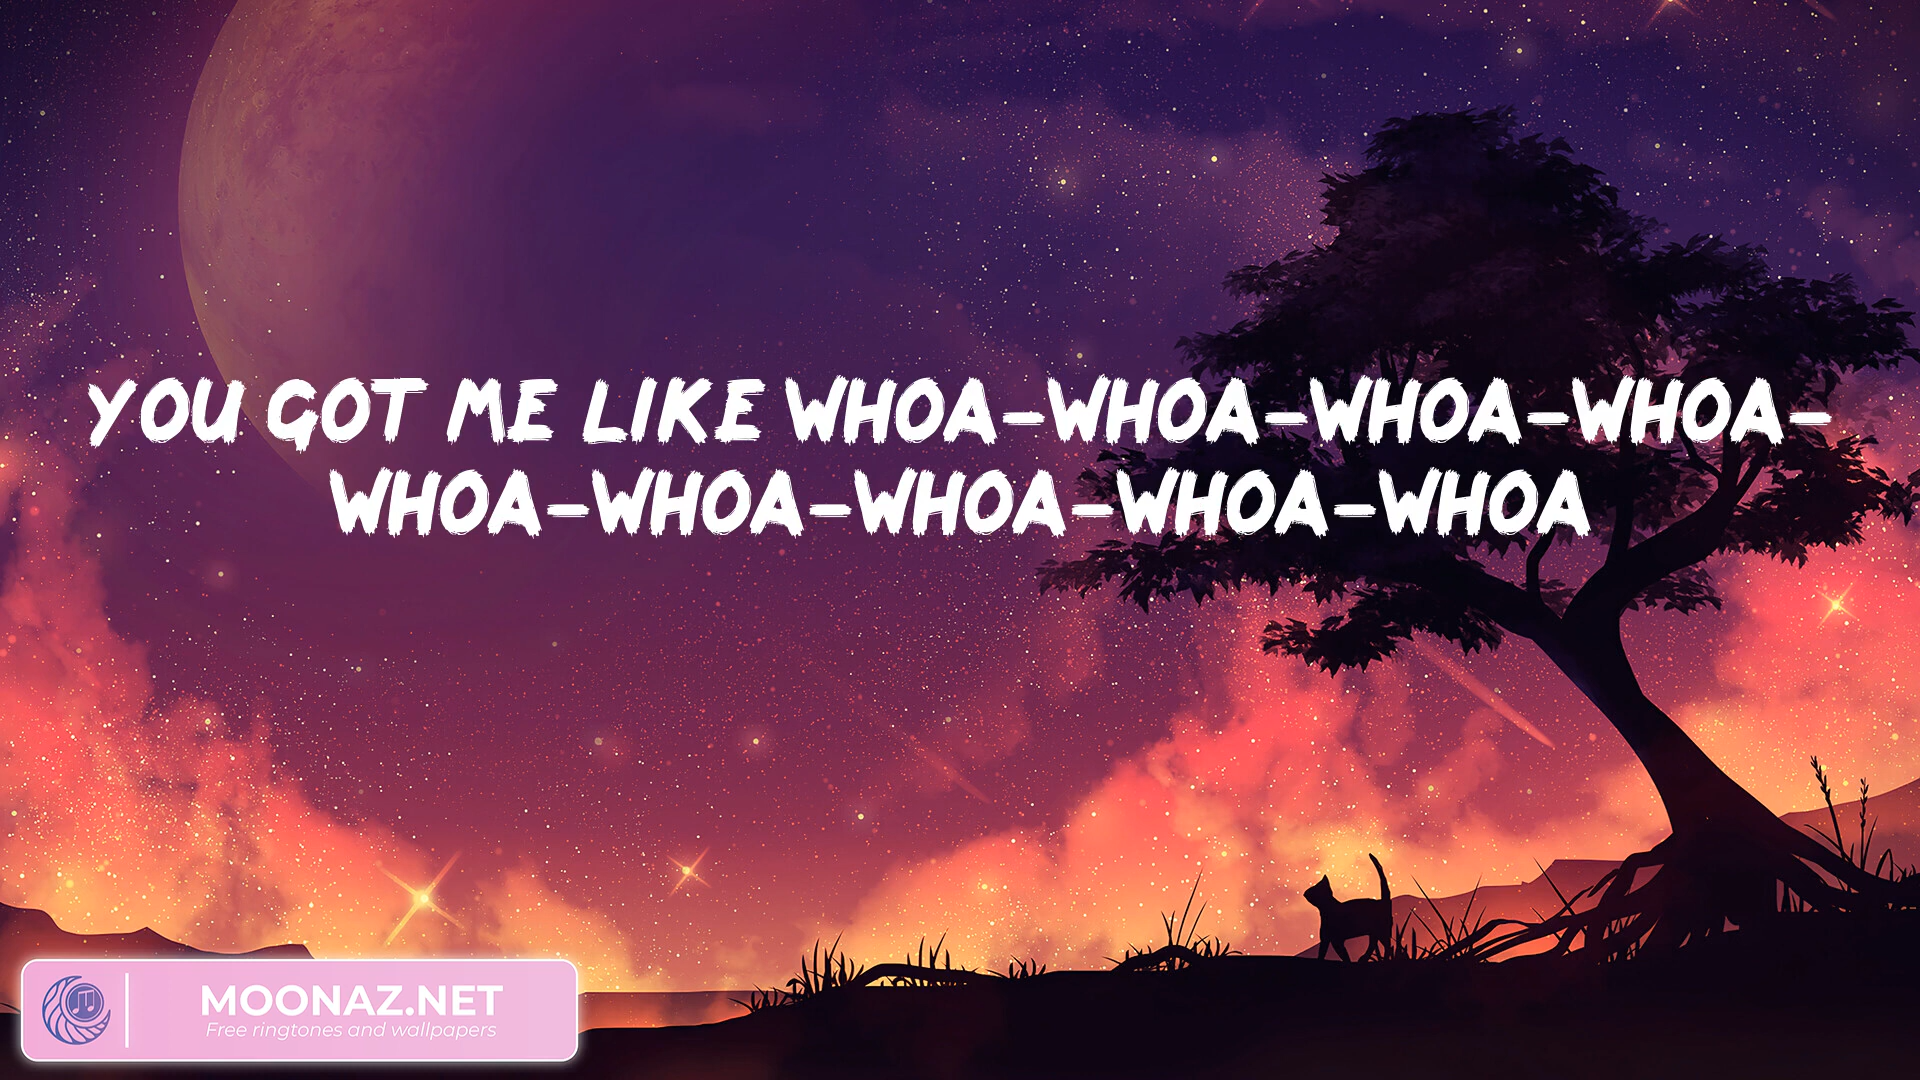 YOU GOT ME LIKE WHOA-WHOA-WHOA-WHOA-
WHOA-WHOA-WHOA-WHOA-WHOA
MOONAZ.NET
Free ringtones and wallpapers